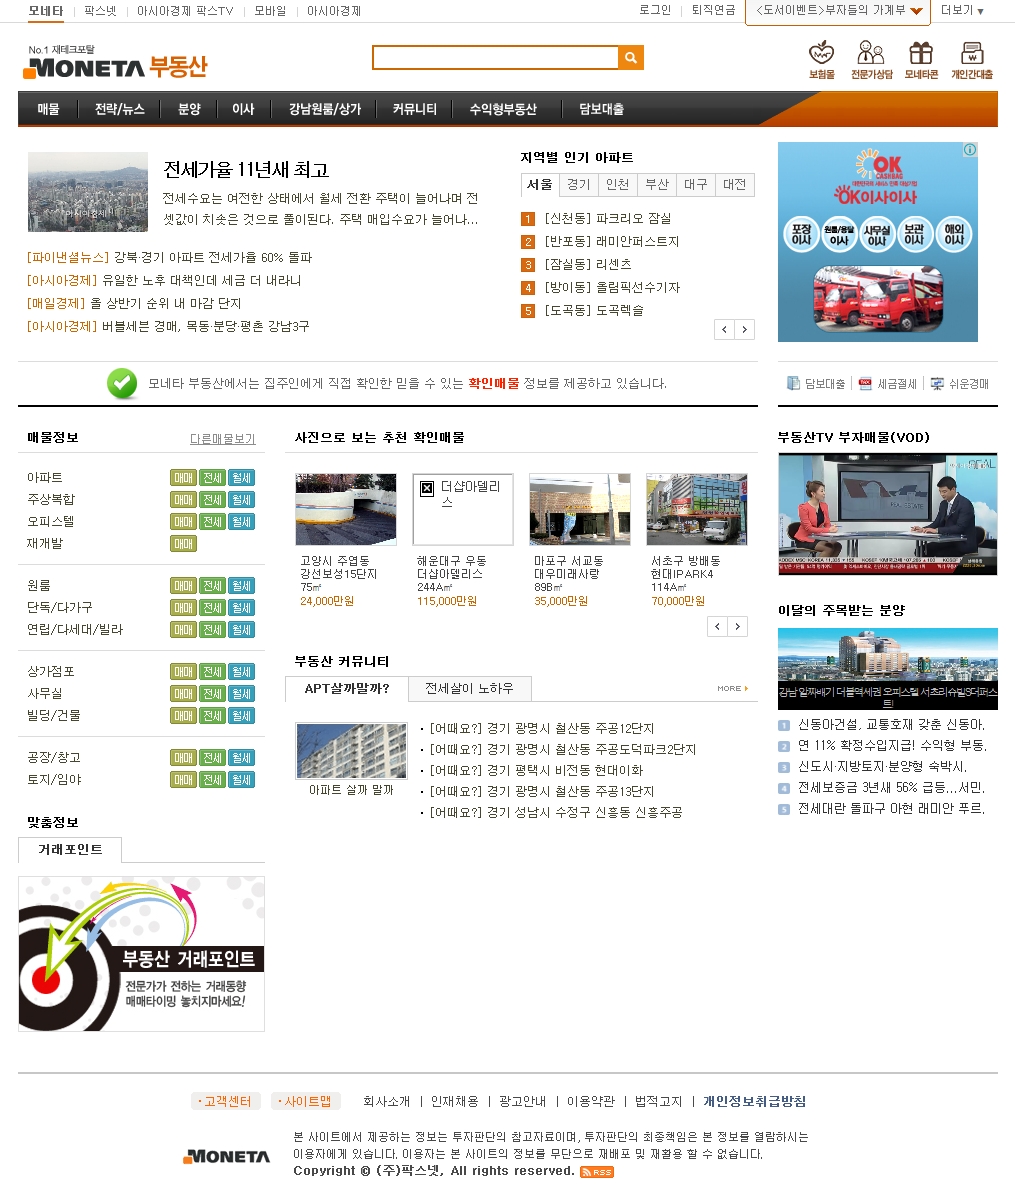 모네타 팍스넷 아시아경제 팍스TV 모바일 아시아경제
로그인 퇴직연금 <도서이벤트>부자들의 가계부 더보기
No.1 재테크포탈
MONETA 부동산
보험몰 전문가상담 모네타콘 개인간대출
매물 전략/뉴스 분양 이사 강남원룸/상가 커뮤니티 수익형부동산 담보대출
전세가율 11년새 최고
전세수요는 여전한 상태에서 월세 전환 주택이 늘어나며 전
셋값이 치솟은 것으로 풀이된다. 주택 매입수요가 늘어나...
아시아경제
[파이낸셜뉴스] 강북·경기 아파트 전세가율 60% 돌파
[아시아경제] 유일한 노후 대책인데 세금 더 내라니
[매일경제] 올 상반기 순위 내 마감 단지
[아시아경제] 버블세븐 경매, 목동·분당·평촌 강남3구
지역별 인기 아파트
서울 경기 인천 부산 대구 대전
1 [신천동] 파크리오 잠실
2 [반포동] 래미안퍼스트지
3 [잠실동] 리센츠
4 [방이동] 올림픽선수기자
5 [도곡동] 도곡렉슬
OK
CASHBAG
OK이사이사
포장이사 원룸/용달이사 사무실이사 보관이사 해외이사
모네타 부동산에서는 집주인에게 직접 확인한 믿을 수 있는 확인매물 정보를 제공하고 있습니다.
담보대출 세금결세 쉬운경매
매물정보 다른매물보기
아파트 매매 전세 월세
주상복합 매매 전세 월세
오피스텔 매매 전세 월세
재개발 매매
원룸 매매 전세 월세
단독/다가구 매매 전세 월세
연립/다세대/빌라 매매 전세 월세
상가점포 매매 전세 월세
사무실 매매 전세 월세
빌딩/건물 매매 전세 월세
공장/창고 매매 전세 월세
토지/임야 매매 전세 월세
맞춤정보
거래포인트
부동산 거래포인트
전문가가 전하는 거래동향
매매타이밍 놓치지마세요!
사진으로 보는 추천 확인매물
더샵아델리
스
고양시 주엽동
강선보성15단지
75㎡
24,000만원
해운대구 우동
더샵아델리스
244A㎡
115,000만원
마포구 서교동
대우미래사랑
89B㎡
35,000만원
서초구 방배동
현대IPARK4
114A㎡
70,000만원
부동산 커뮤니티
APT살까말까? 전세살이 노하우 MORE
아파트 살까 말까
[어때요?] 경기 광명시 철산동 주공12단지
[어때요?] 경기 광명시 철산동 주공도덕파크2단지
[어때요?] 경기 평택시 비전동 현대이화
[어때요?] 경기 광명시 철산동 주공13단지
[어때요?] 경기 성남시 수정구 신흥동 신흥주공
부동산TV 부자매물(VOD)
이달의 주목받는 분양
강남 알짜배기 더블역세권 오피스텔 서초리슈빌S더퍼스
트!
1 신동아건설, 교통호재 갖춘 신동아.
2 연 11% 확정수입지급! 수익형 부동.
3 신도시·지방토지·분양형 숙박시.
4 전세보증금 3년새 56% 급등...서민.
5 전세대란 돌파구 아현 래미안 푸르.
고객센터 사이트맵 회사소개 인재채용 광고안내 이용약관 법적고지 개인정보취급방침
MONETA
본 사이트에서 제공하는 정보는 투자판단의 참고자료이며, 투자판단의 최종책임은 본 정보를 열람하시는
이용자에게 있습니다. 이용자는 본 사이트의 정보를 무단으로 재배포 및 재활용 할 수 없습니다.
Copyright @ (주)팍스넷, All rights reserved. RSS